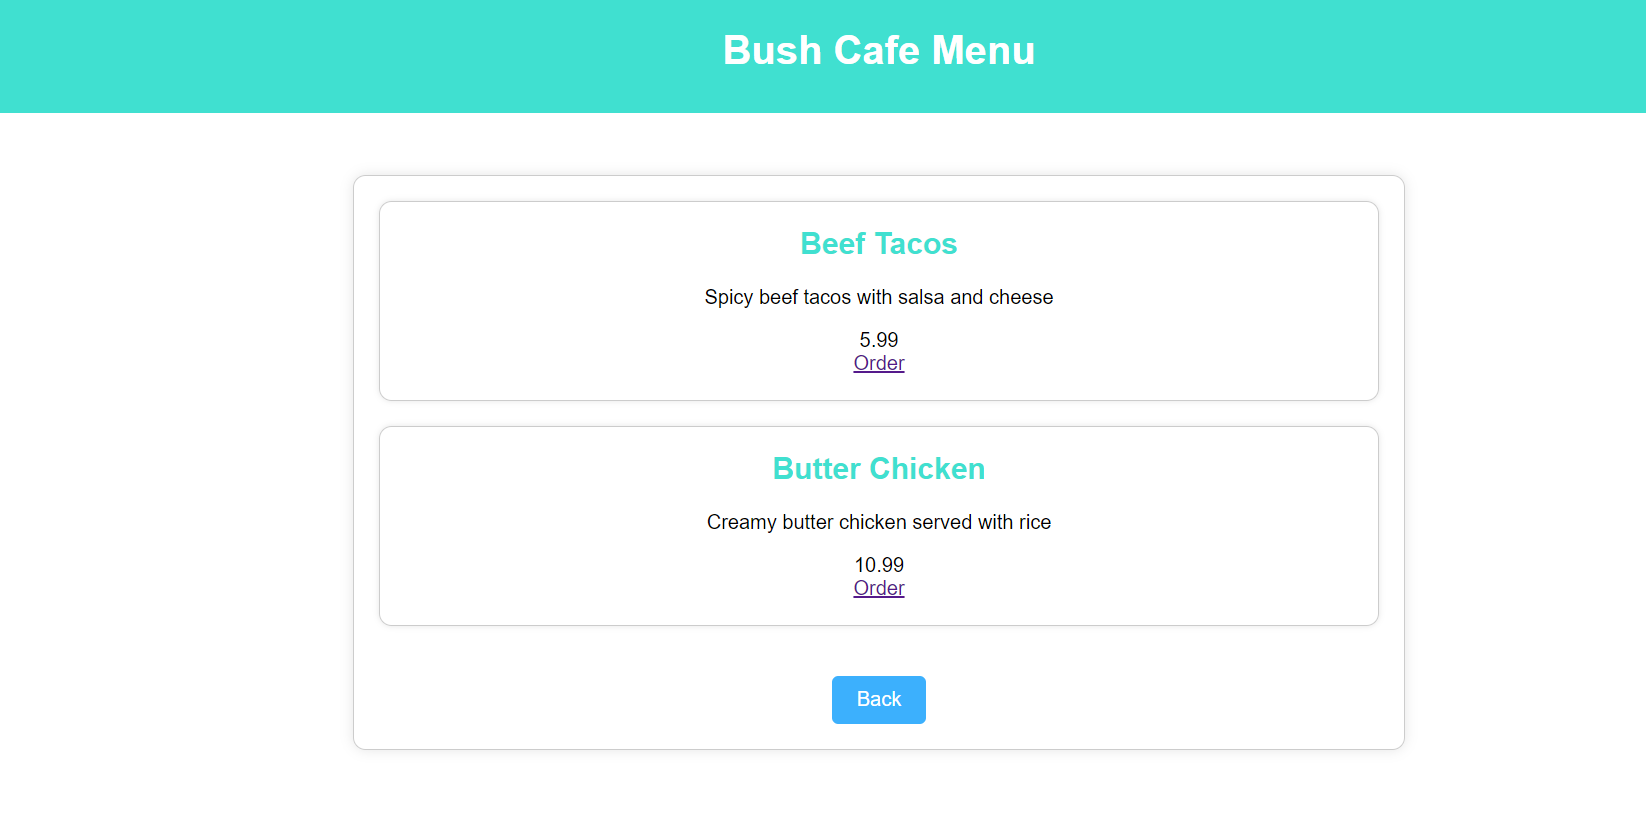 Bush Cafe Menu
Beef Tacos
Spicy beef tacos with salsa and cheese
5.99
Order
Butter Chicken
Creamy butter chicken served with rice
10.99
Order
Back